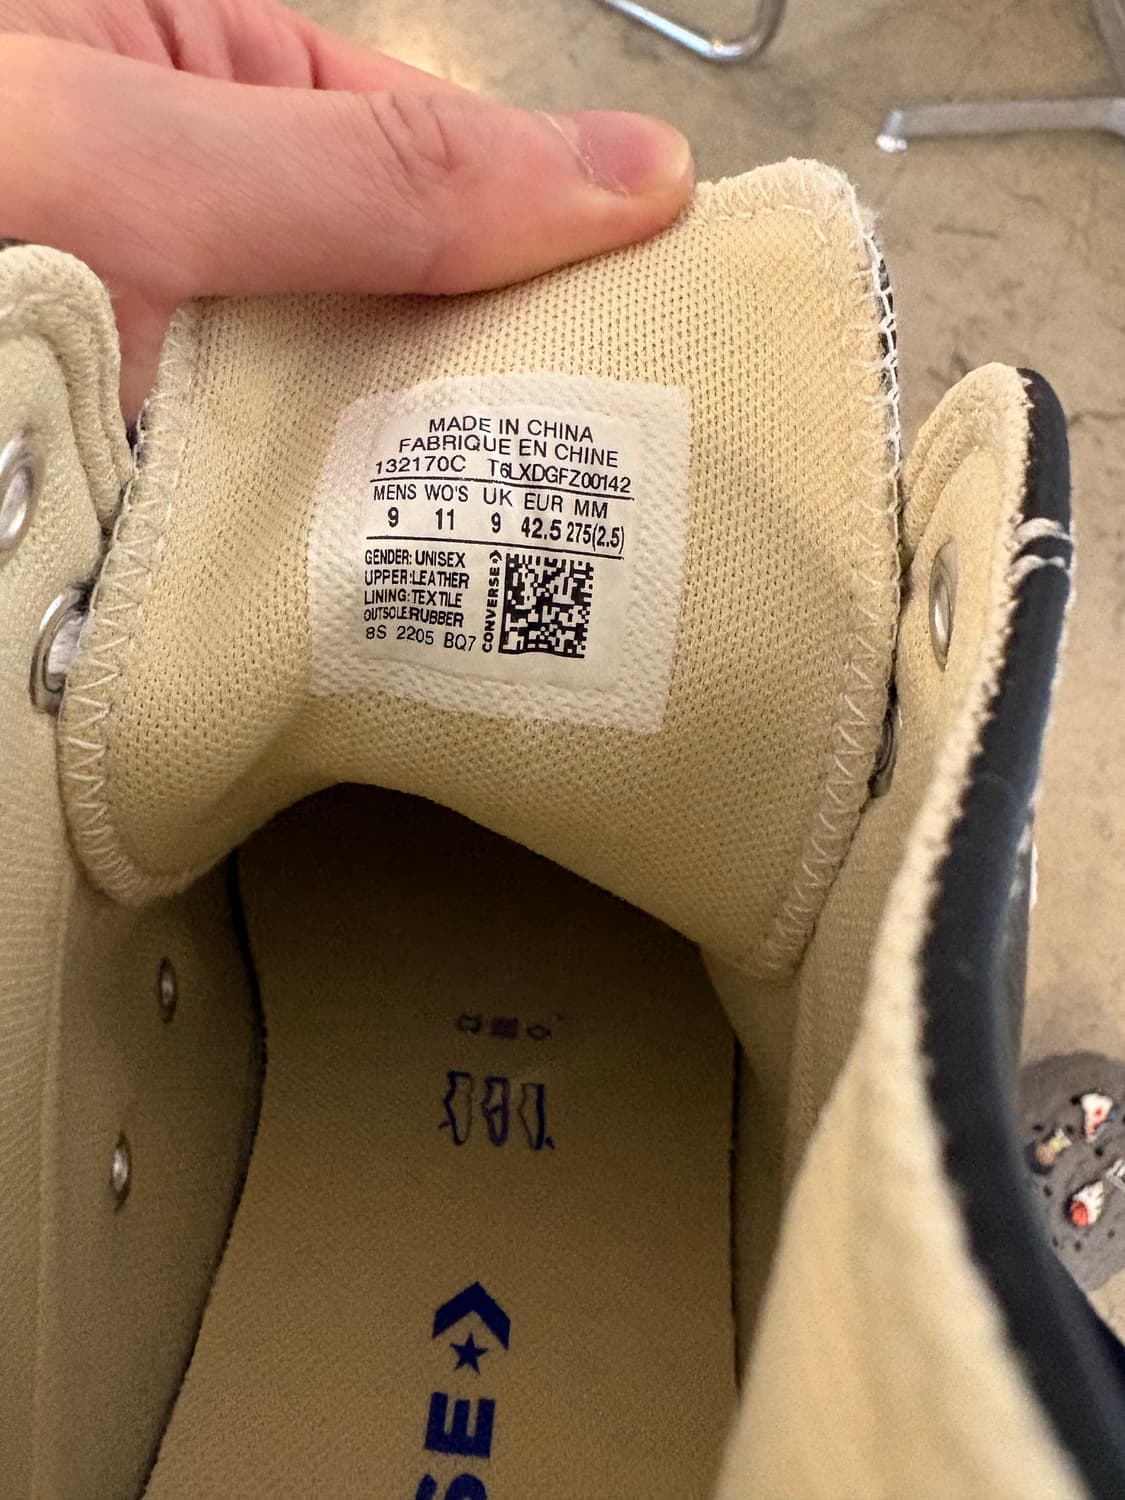 MADE IN CHINA
FABRIQUE EN CHINE
132170C T6LXDGFZ00142
MENS WO'S UK EUR MM
9 11 9 42.5 275(2.5)
GENDER: UNISEX
UPPER:LEATHER
LINING:TEXTILE
OUTSOLE:RUBBER
8S 2205 BQ7
CONVERSE
SE